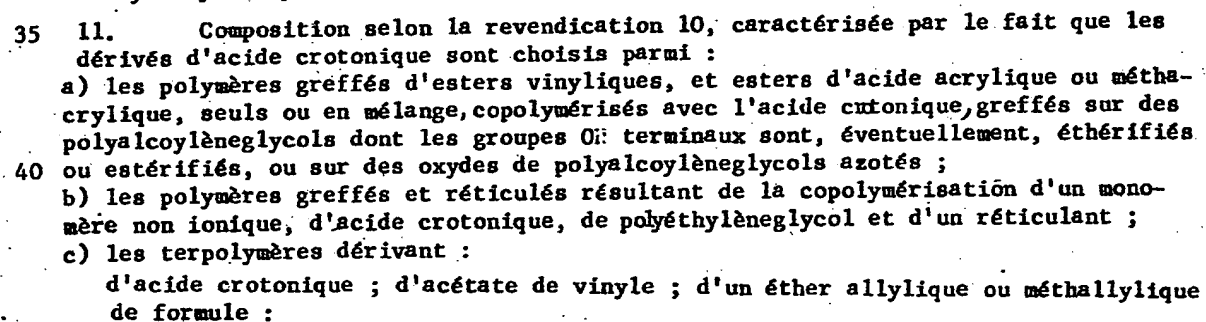 35 11. Composition selon la revendication 10, caractérisée par le fait que les
dérivés d'acide crotonique sont choisis parmi :
a) les polymères greffés d'esters vinyliques, et esters d'acide acrylique ou métha-
crylique, seuls ou en mélange, copolymérisés avec l'acide crotonique, greffés sur des
polyalcoylèneglycols dont les groupes OH terminaux sont, éventuellement, éthérifiés
40 ou estérifiés, ou sur des oxydes de polyalcoylèneglycols azotés ;
b) les polymères greffés et réticulés résultant de la copolymérisation d'un mono-
mère non ionique, d'acide crotonique, de polyéthylèneglycol et d'un réticulant ;
c) les terpolymères dérivant :
d'acide crotonique ; d'acétate de vinyle ; d'un éther allylique ou méthallylique
de formule :